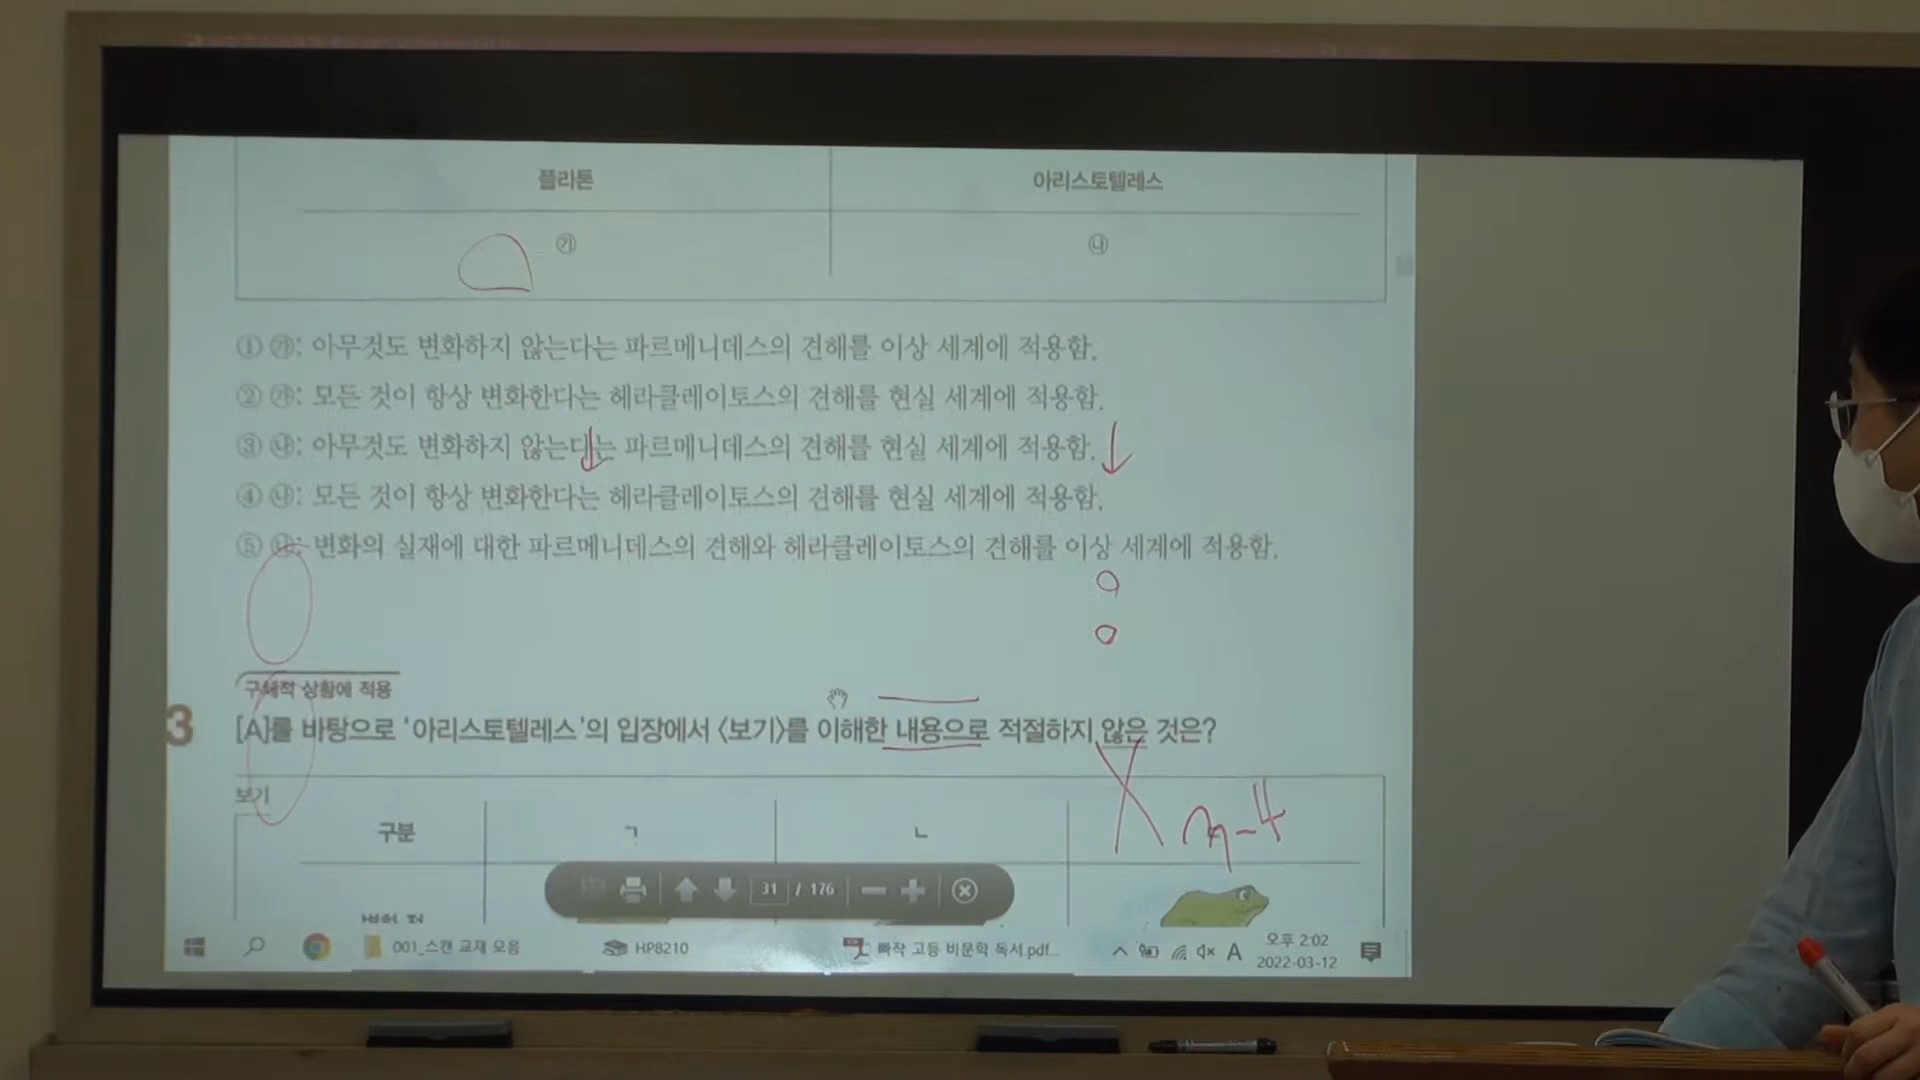 플라톤 아리스토텔레스
㉮ ㉯
① ㉮: 아무것도 변화하지 않는다는 파르메니데스의 견해를 이상 세계에 적용함.
② ㉮: 모든 것이 항상 변화한다는 헤라클레이토스의 견해를 현실 세계에 적용함.
③ ㉯: 아무것도 변화하지 않는다는 파르메니데스의 견해를 현실 세계에 적용함.
④ ㉯: 모든 것이 항상 변화한다는 헤라클레이토스의 견해를 현실 세계에 적용함.
⑤ ㉯: 변화의 실재에 대한 파르메니데스의 견해와 헤라클레이토스의 견해를 이상 세계에 적용함.
구체적 상황에 적용
3 [A]를 바탕으로 '아리스토텔레스'의 입장에서 〈보기〉를 이해한 내용으로 적절하지 않은 것은?
보기
구분 ㄱ ㄴ
31 / 176
001_스캔 교재 모음 HP8210 빠작 고등 비문학 독서.pdf... A 오후 2:02
2022-03-12